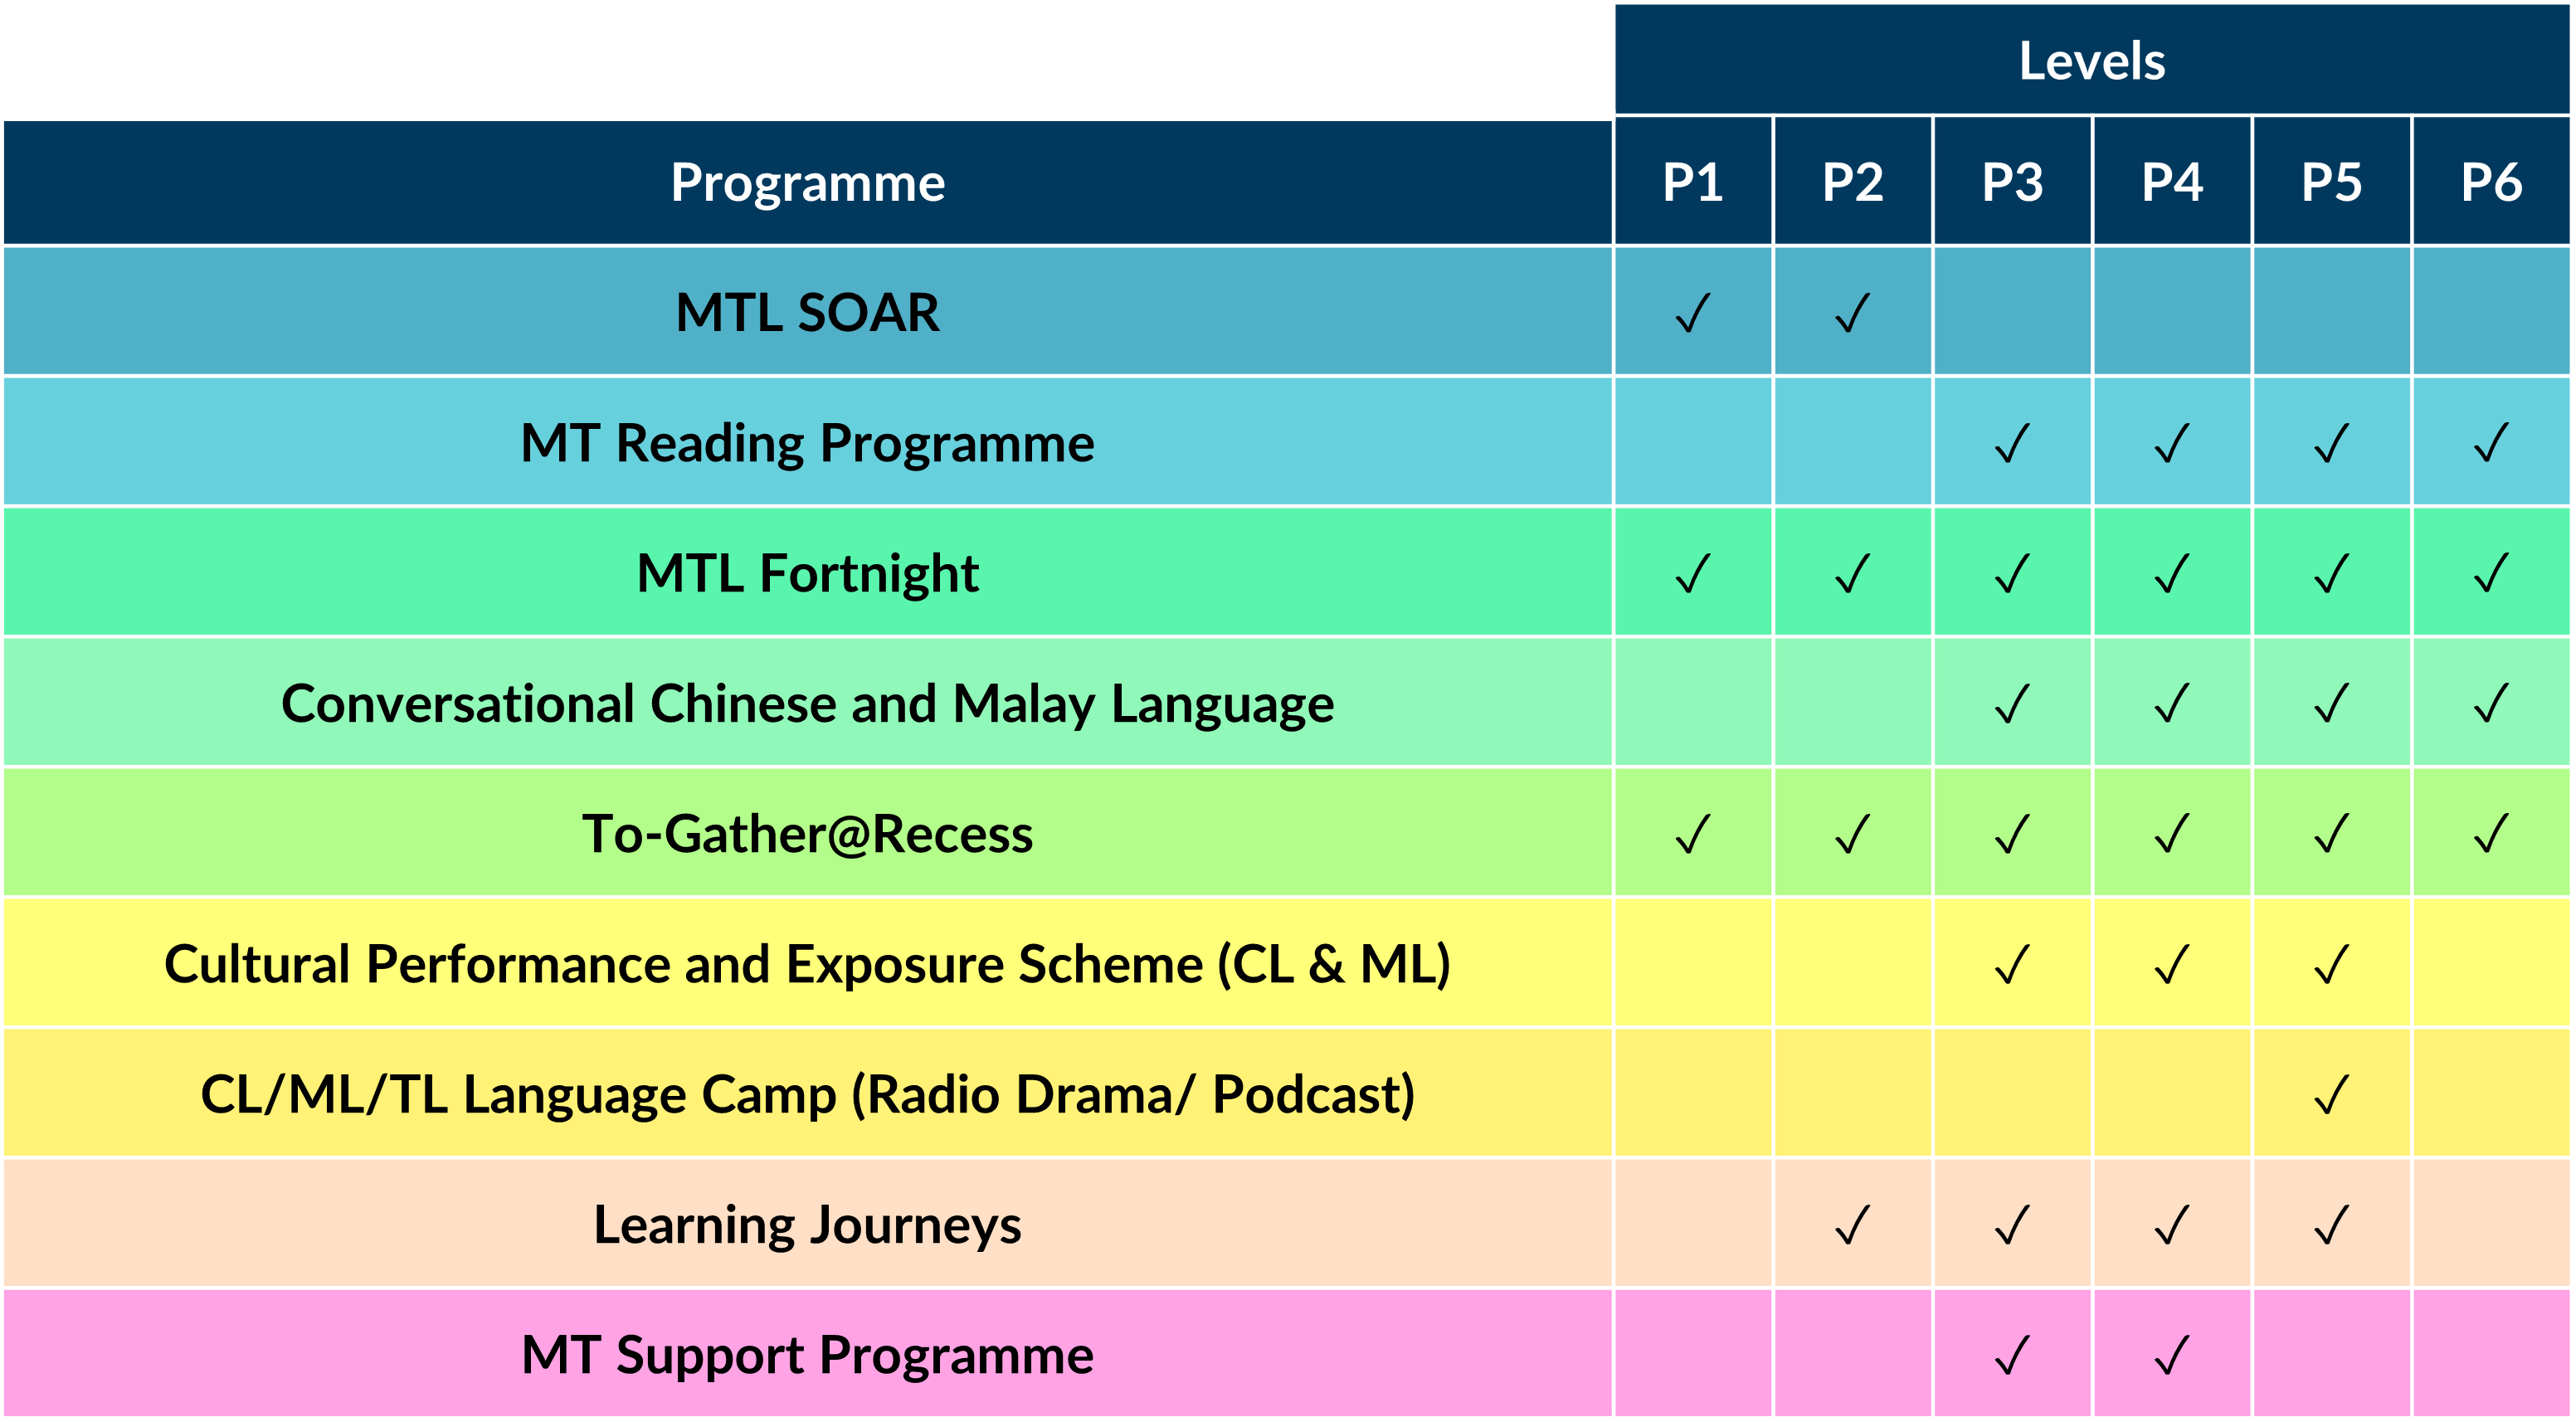 Levels
Programme P1 P2 P3 P4 P5 P6
MTL SOAR ✓ ✓
MT Reading Programme ✓ ✓ ✓ ✓
MTL Fortnight ✓ ✓ ✓ ✓ ✓ ✓
Conversational Chinese and Malay Language ✓ ✓ ✓ ✓
To-Gather@Recess ✓ ✓ ✓ ✓ ✓ ✓
Cultural Performance and Exposure Scheme (CL & ML) ✓ ✓ ✓
CL/ML/TL Language Camp (Radio Drama/ Podcast) ✓
Learning Journeys ✓ ✓ ✓ ✓
MT Support Programme ✓ ✓